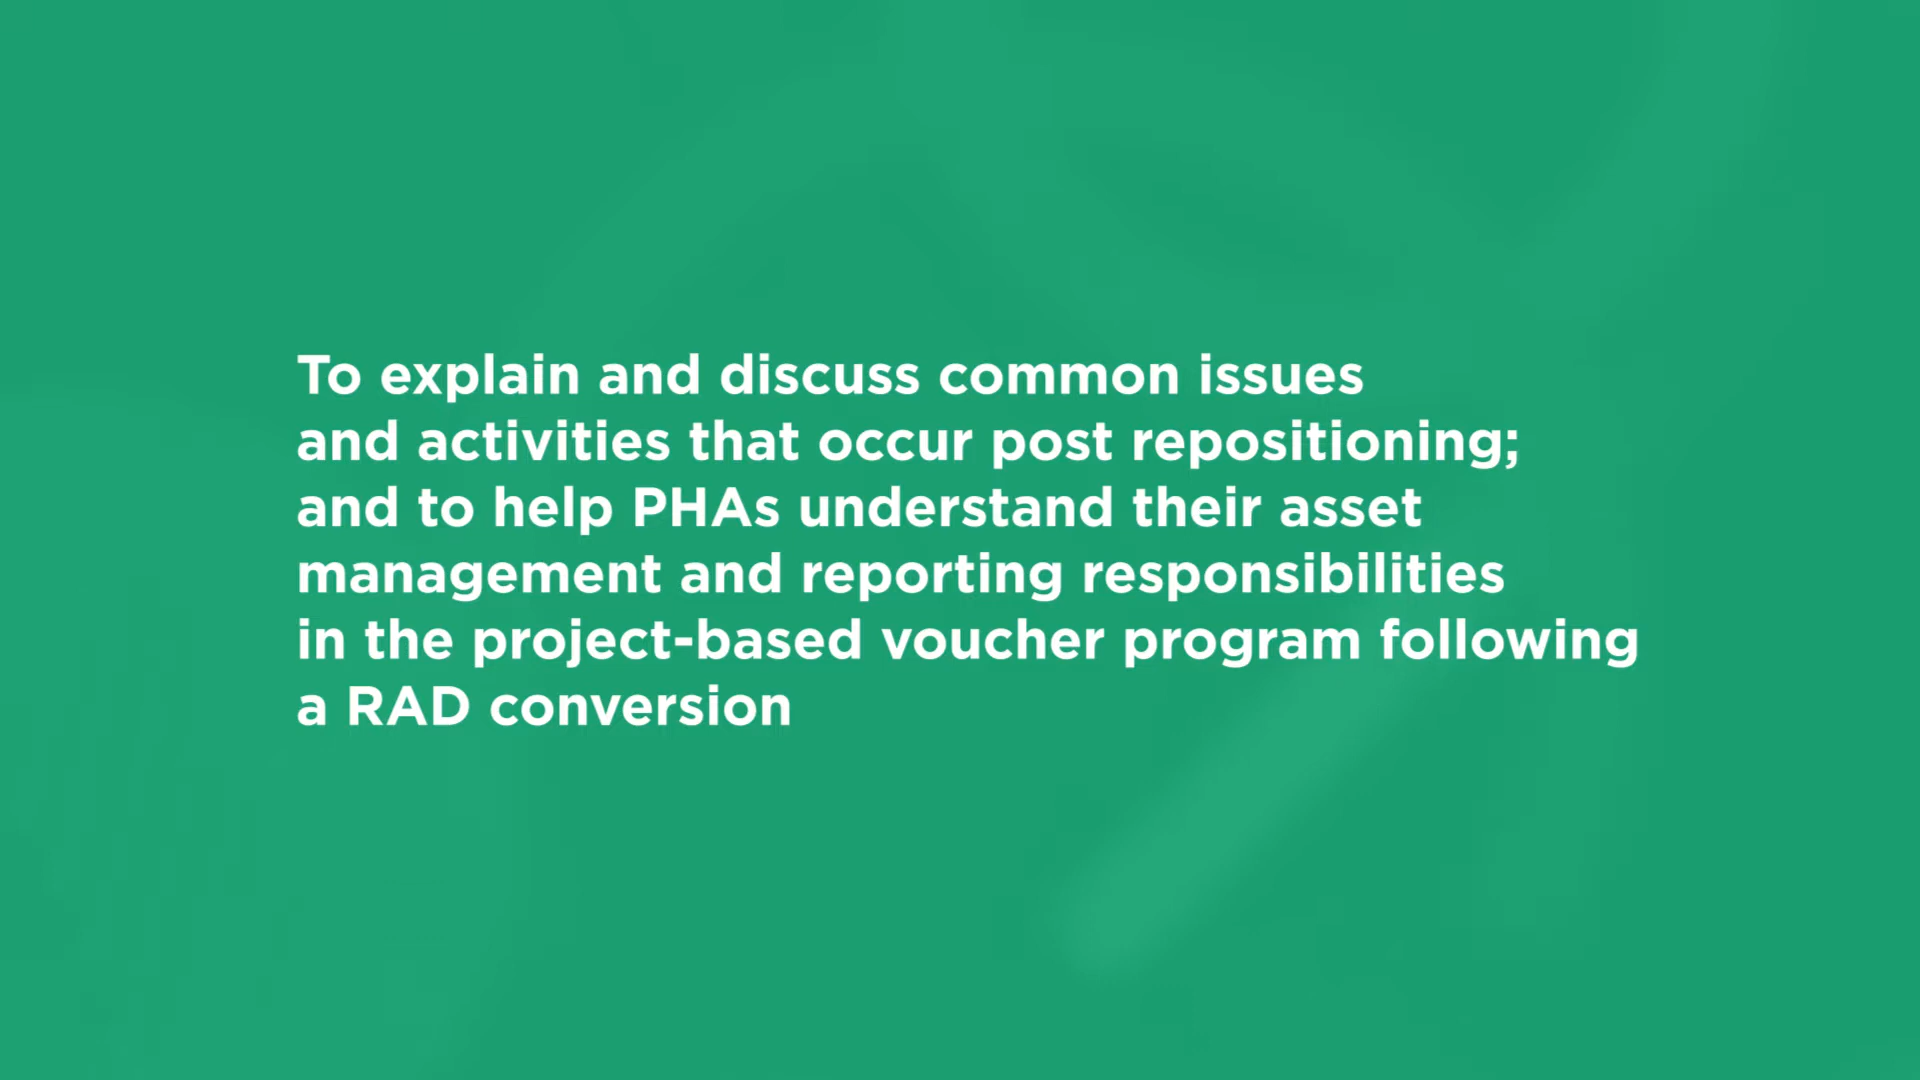 To explain and discuss common issues
and activities that occur post repositioning;
and to help PHAs understand their asset
management and reporting responsibilities
in the project-based voucher program following
a RAD conversion